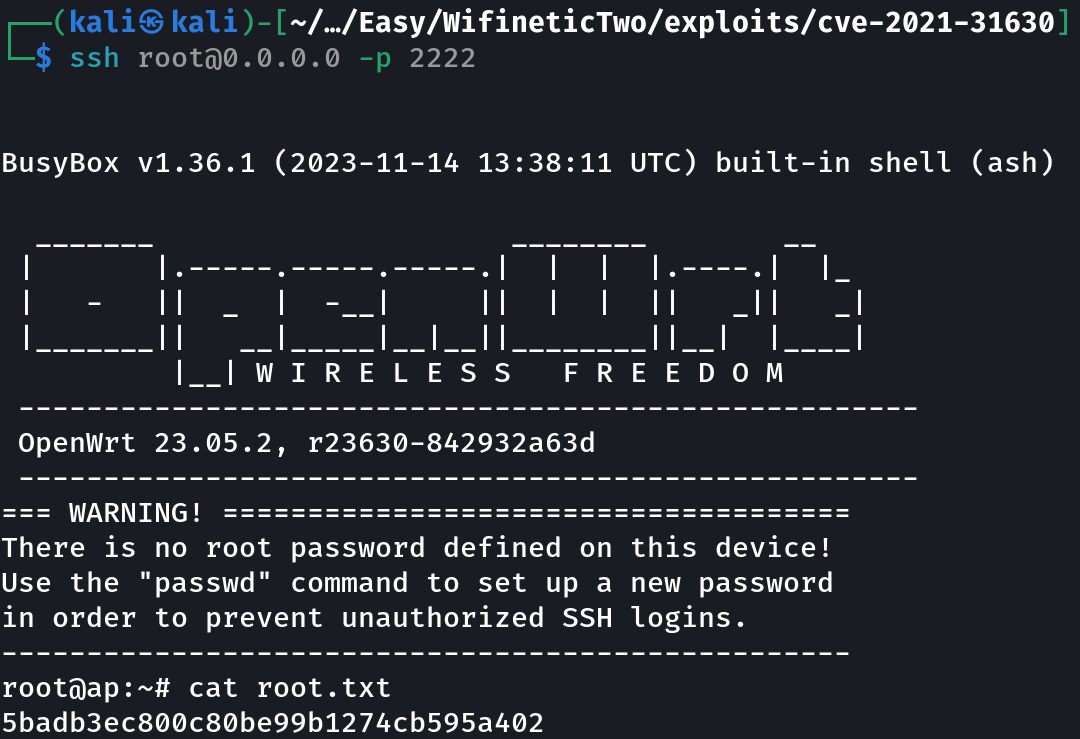 ┌──(kali㉿kali)-[~/…/Easy/WifineticTwo/exploits/cve-2021-31630]
└─$ ssh root@0.0.0.0 -p 2222
BusyBox v1.36.1 (2023-11-14 13:38:11 UTC) built-in shell (ash)
  _______                     ________        __
 |       |.-----.-----.-----.|  |  |  |.----.|  |_
 |   -   ||  _  |  -__|     ||  |  |  ||   _||   _|
 |_______||   __|_____|__|__||________||__|  |____|
          |__| W I R E L E S S   F R E E D O M
 -----------------------------------------------------
 OpenWrt 23.05.2, r23630-842932a63d
 -----------------------------------------------------
=== WARNING! =====================================
There is no root password defined on this device!
Use the "passwd" command to set up a new password
in order to prevent unauthorized SSH logins.
--------------------------------------------------
root@ap:~# cat root.txt
5badb3ec800c80be99b1274cb595a402